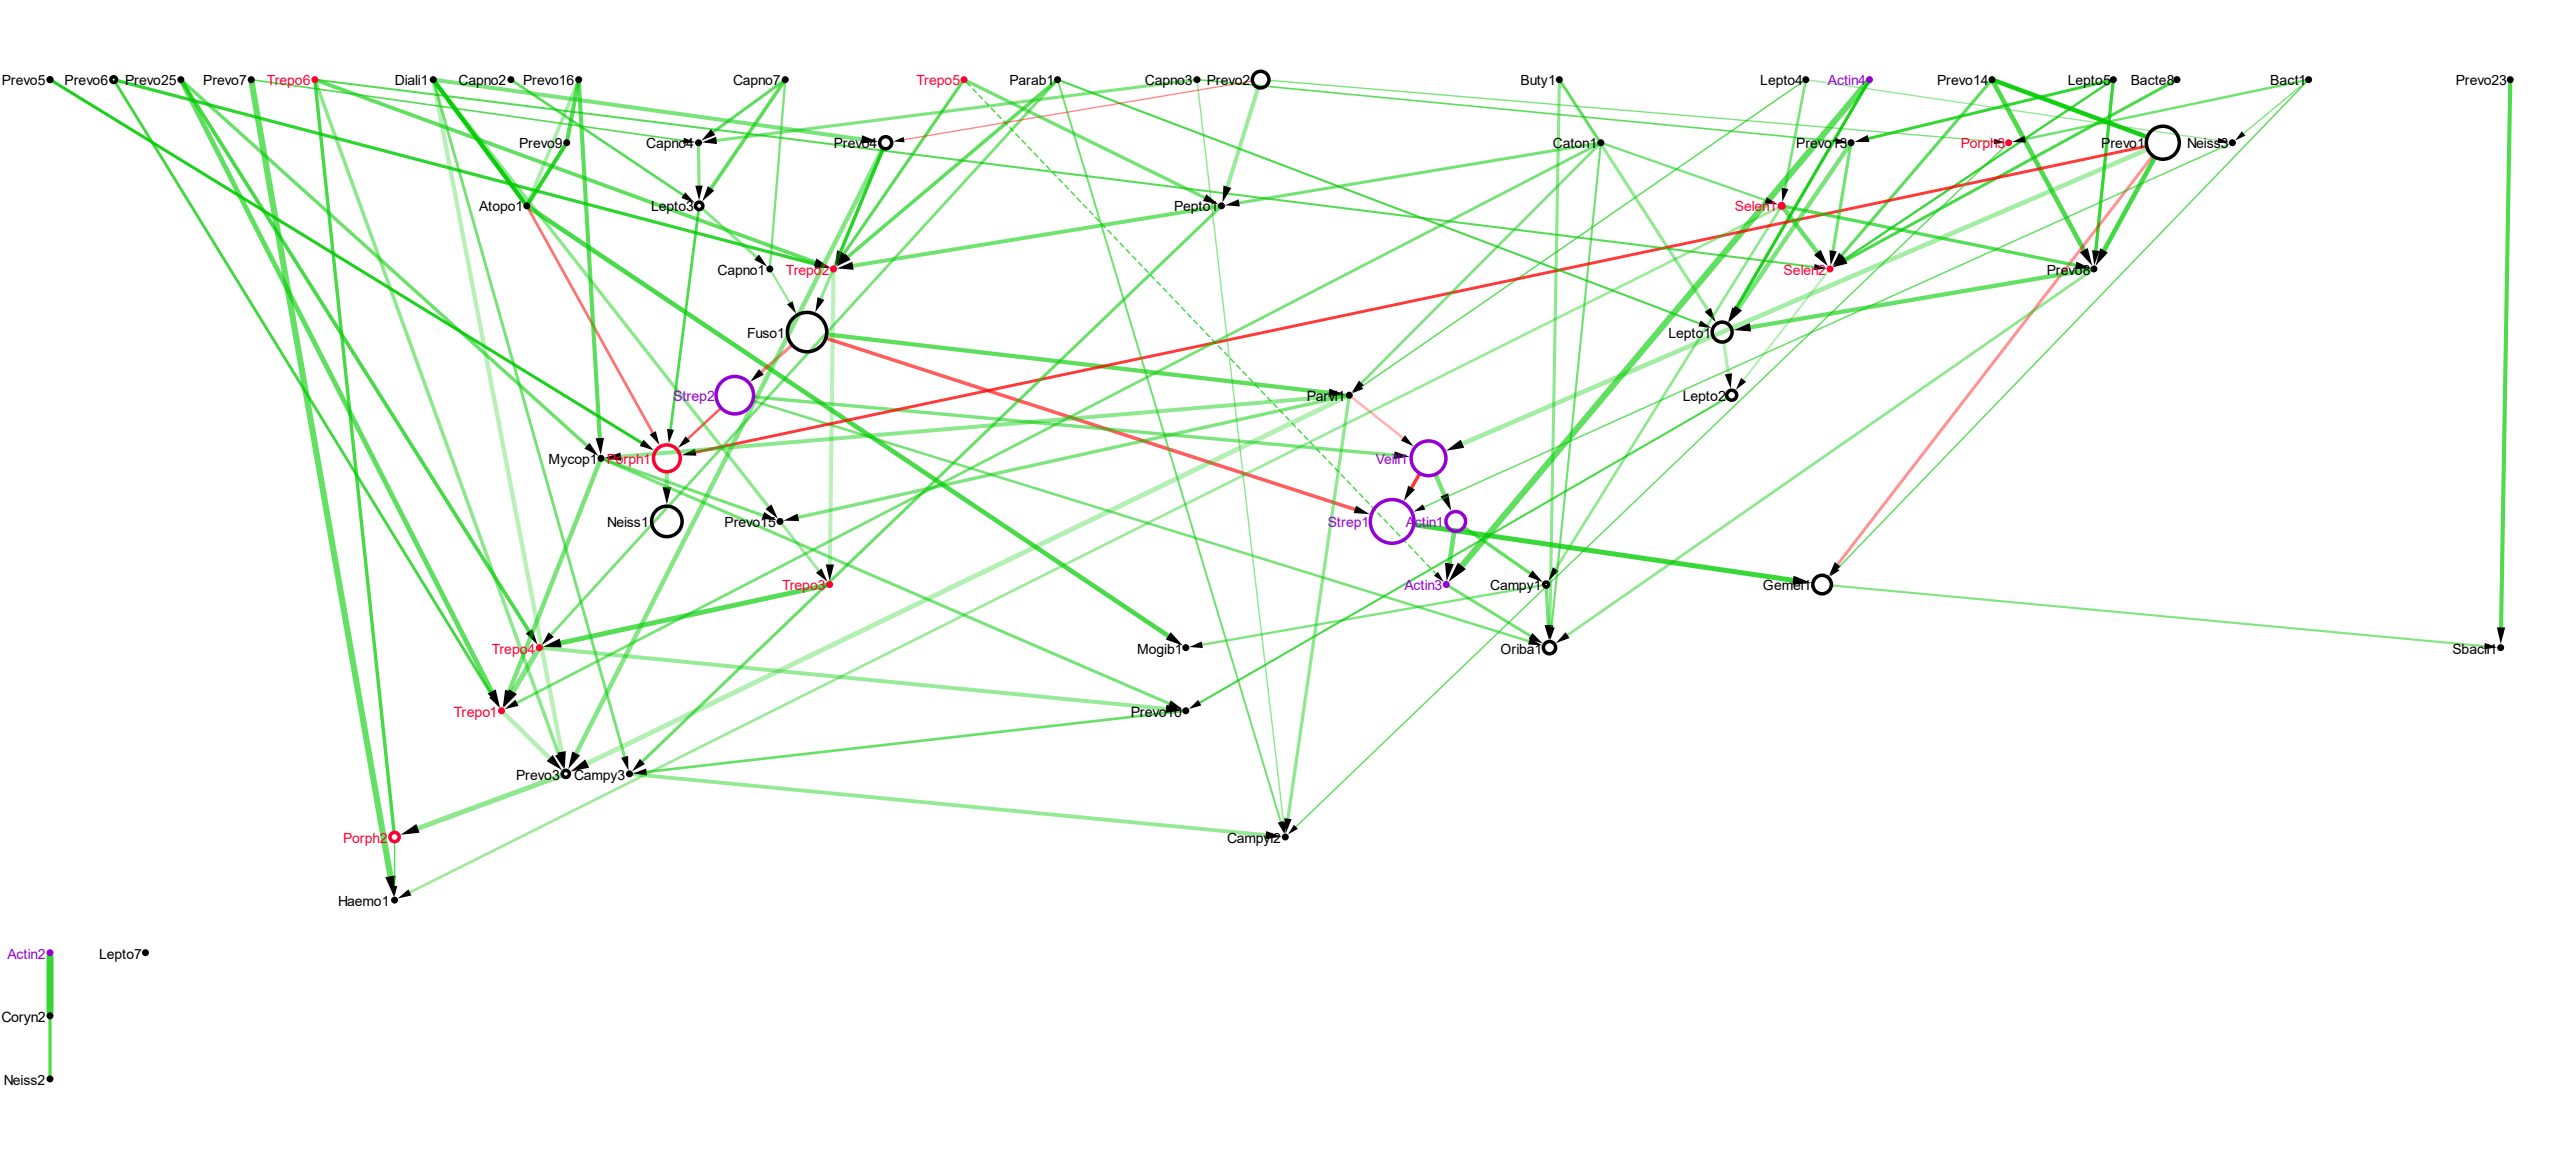 Prevo5 Prevo6 Prevo25 Prevo7 Trepo6 Diali1 Capno2 Prevo16 Capno7 Trepo5 Parab1 Capno3 Prevo2 Buty1 Lepto4 Actin4 Prevo14 Lepto5 Bacte8 Bact1 Prevo23
Prevo9 Capno4 Prevo4 Caton1 Prevo13 Porph3 Prevo1 Neiss3
Atopo1 Lepto3 Pepto1 Selen1
Capno1 Trepo2 Selen2 Prevo8
Fuso1 Lepto1
Strep2 Parvi1 Lepto2
Mycop1 Porph1 Veill1
Neiss1 Prevo15 Strep1 Actin1
Trepo3 Actin3 Campy1 Gemel1
Trepo4 Mogib1 Oriba1 Sbacil1
Trepo1 Prevo10
Prevo3 Campy3
Porph2 Campy2
Haemo1
Actin2 Lepto7
Coryn2
Neiss2